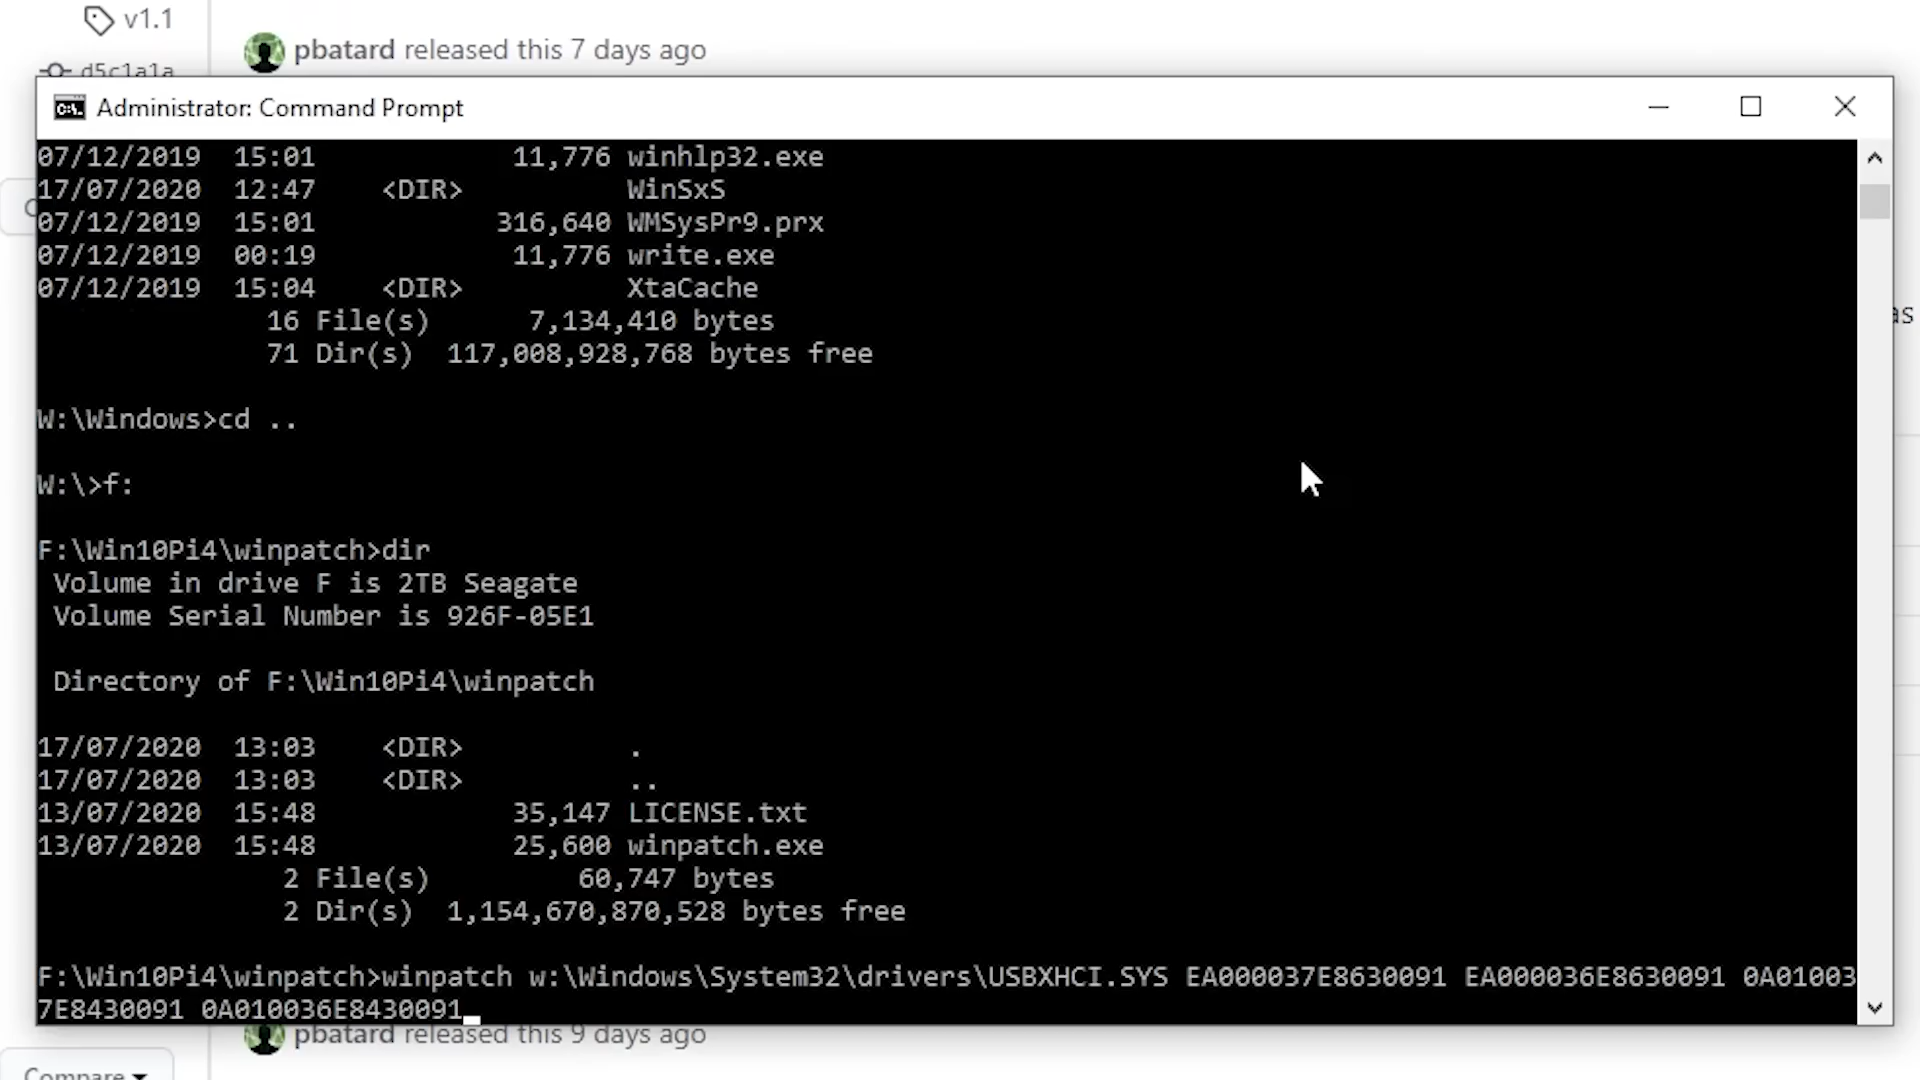 v1.1
pbatard released this 7 days ago
d5c1a1a
Administrator: Command Prompt
07/12/2019  15:01            11,776 winhlp32.exe
17/07/2020  12:47    <DIR>          WinSxS
07/12/2019  15:01           316,640 WMSysPr9.prx
07/12/2019  00:19            11,776 write.exe
07/12/2019  15:04    <DIR>          XtaCache
16 File(s)      7,134,410 bytes
71 Dir(s)  117,008,928,768 bytes free
W:\Windows>cd ..
W:\>f:
F:\Win10Pi4\winpatch>dir
Volume in drive F is 2TB Seagate
Volume Serial Number is 926F-05E1
Directory of F:\Win10Pi4\winpatch
17/07/2020  13:03    <DIR>          .
17/07/2020  13:03    <DIR>          ..
13/07/2020  15:48            35,147 LICENSE.txt
13/07/2020  15:48            25,600 winpatch.exe
2 File(s)         60,747 bytes
2 Dir(s)  1,154,670,870,528 bytes free
F:\Win10Pi4\winpatch>winpatch w:\Windows\System32\drivers\USBXHCI.SYS EA000037E8630091 EA000036E8630091 0A01003
7E8430091 0A010036E8430091
pbatard released this 9 days ago
Compare